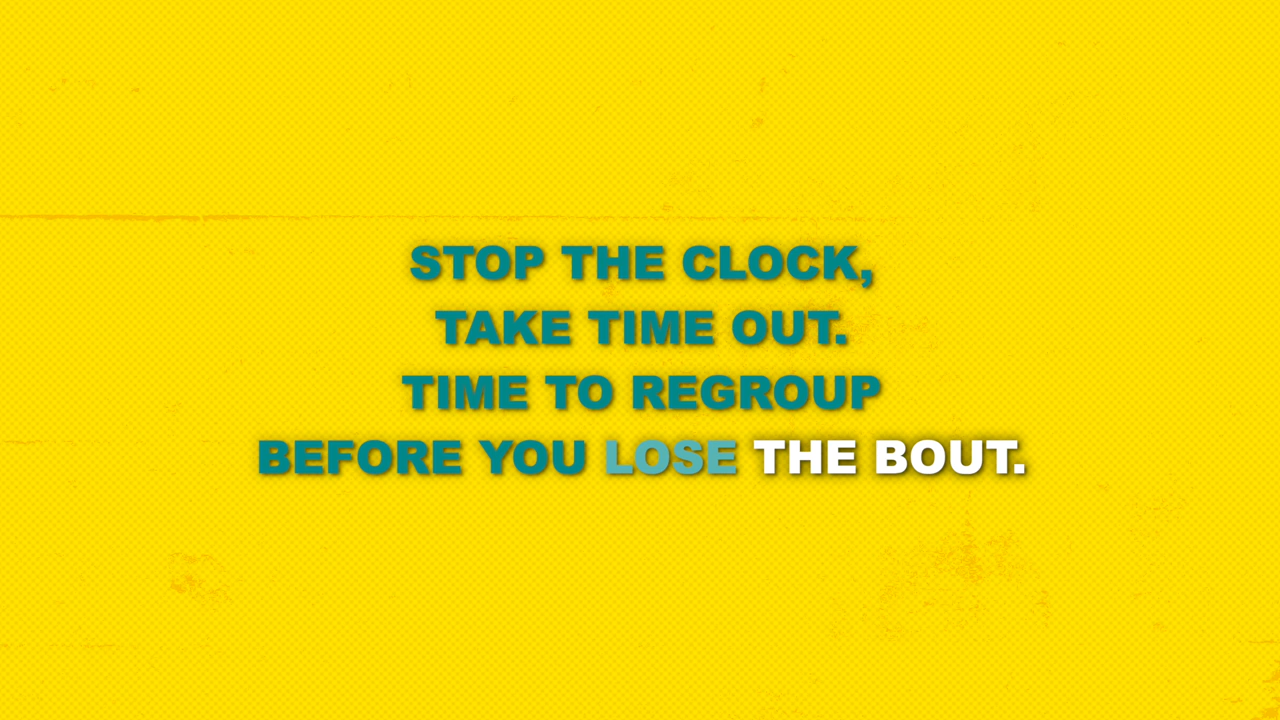 STOP THE CLOCK,
TAKE TIME OUT.
TIME TO REGROUP
BEFORE YOU LOSE THE BOUT.